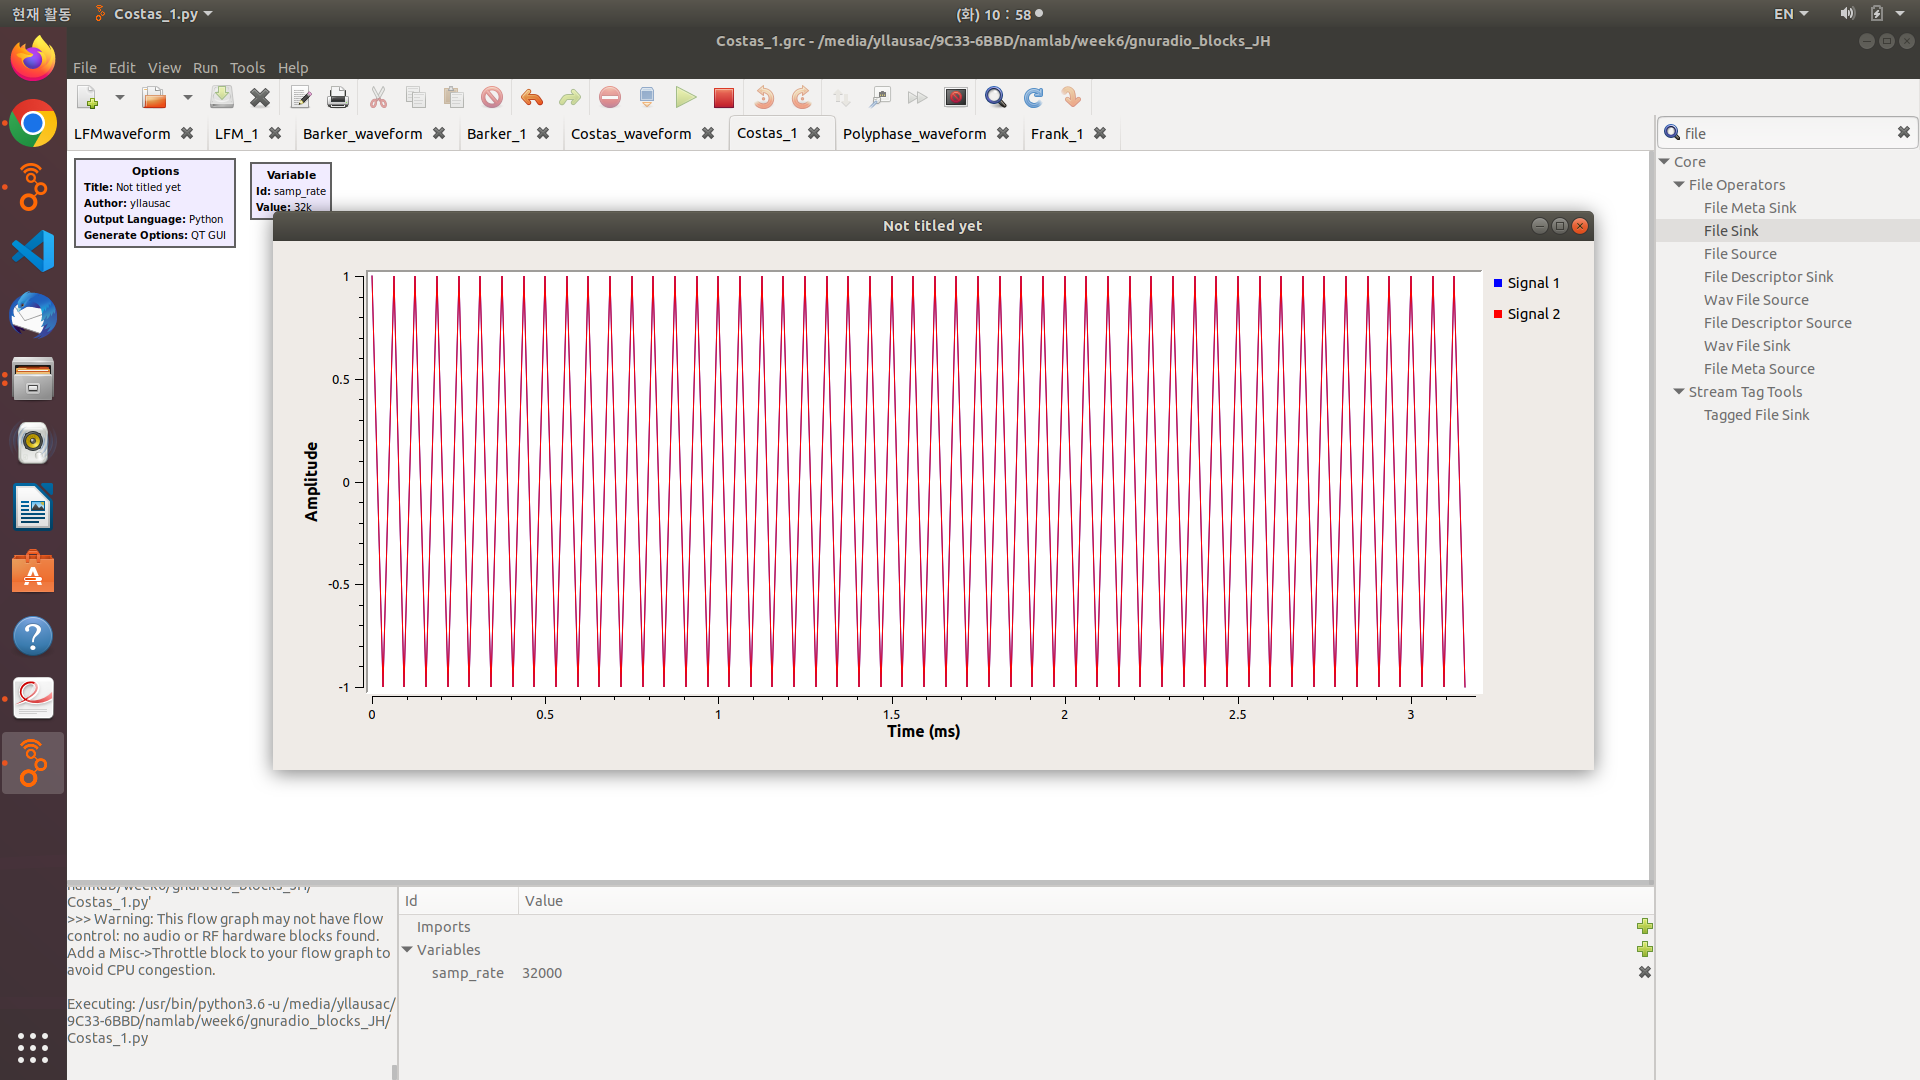 현재 활동
Costas_1.py
(화) 10 : 58
EN
Costas_1.grc - /media/yllausac/9C33-6BBD/namlab/week6/gnuradio_blocks_JH
File Edit View Run Tools Help
LFMwaveform
LFM_1
Barker_waveform
Barker_1
Costas_waveform
Costas_1
Polyphase_waveform
Frank_1
file
Options
Title: Not titled yet
Author: yllausac
Output Language: Python
Generate Options: QT GUI
Variable
Id: samp_rate
Value: 32k
Not titled yet
1
0.5
0
-0.5
-1
Amplitude
0
0.5
1
1.5
2
2.5
3
Time (ms)
Signal 1
Signal 2
Core
File Operators
File Meta Sink
File Sink
File Source
File Descriptor Sink
Wav File Source
File Descriptor Source
Wav File Sink
File Meta Source
Stream Tag Tools
Tagged File Sink
namlab/week6/gnuradio_blocks_JH/
Costas_1.py'
>>> Warning: This flow graph may not have flow
control: no audio or RF hardware blocks found.
Add a Misc->Throttle block to your flow graph to
avoid CPU congestion.
Executing: /usr/bin/python3.6 -u /media/yllausac/
9C33-6BBD/namlab/week6/gnuradio_blocks_JH/
Costas_1.py
Id
Value
Imports
Variables
samp_rate
32000